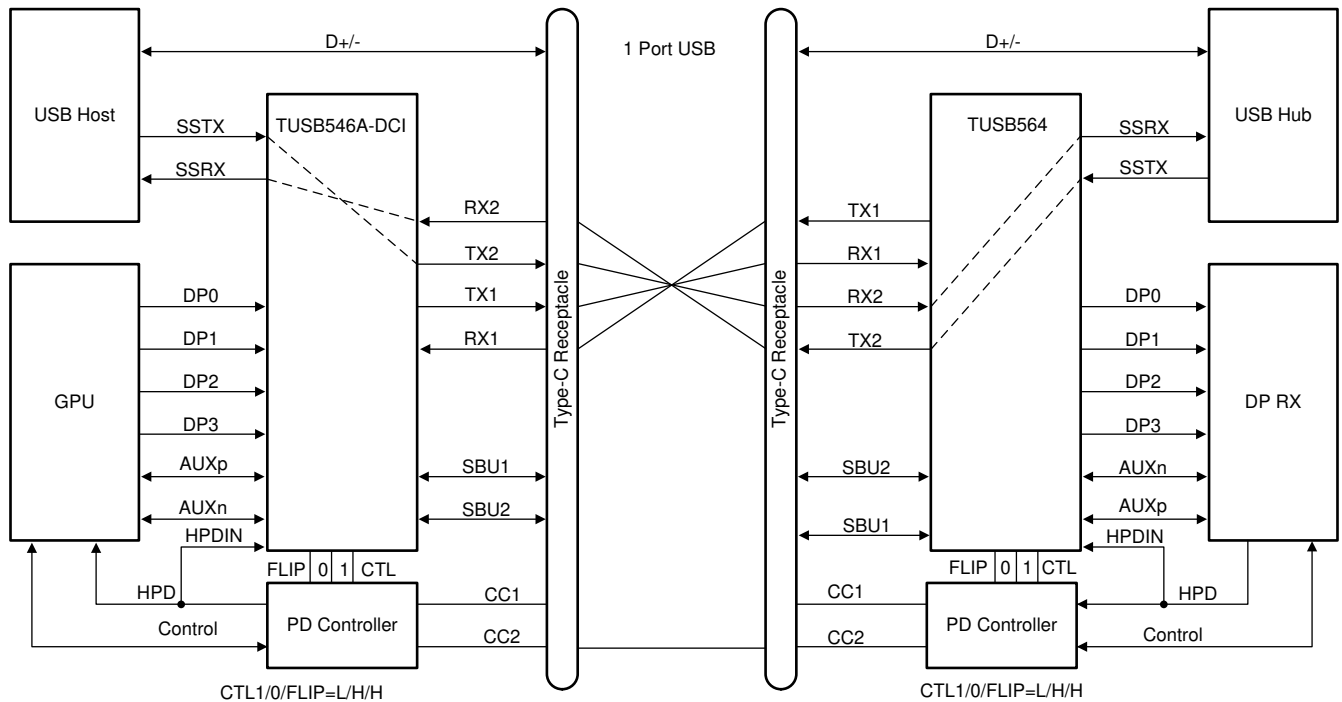 D+/-
1 Port USB
D+/-
USB Host
TUSB546A-DCI
TUSB564
USB Hub
SSTX
SSRX
SSRX
SSTX
RX2
TX2
TX1
RX1
TX1
RX1
RX2
TX2
Type-C Receptacle
Type-C Receptacle
GPU
DP0
DP1
DP2
DP3
AUXp
AUXn
HPDIN
SBU1
SBU2
SBU2
SBU1
DP0
DP1
DP2
DP3
AUXn
AUXp
HPDIN
DP RX
FLIP 0 1 CTL
FLIP 0 1 CTL
HPD
Control
PD Controller
CC1
CC2
CC1
CC2
PD Controller
HPD
Control
CTL1/0/FLIP=L/H/H
CTL1/0/FLIP=L/H/H